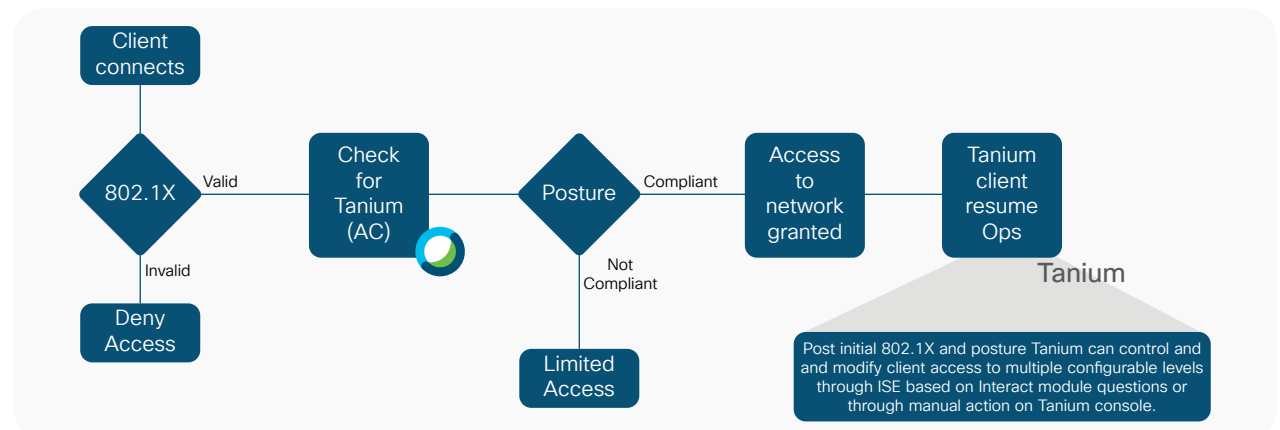 Client
connects
802.1X
Valid
Invalid
Deny
Access
Check
for
Tanium
(AC)
Posture
Compliant
Not
Compliant
Limited
Access
Access
to
network
granted
Tanium
client
resume
Ops
Tanium
Post initial 802.1X and posture Tanium can control and
and modify client access to multiple configurable levels
through ISE based on Interact module questions or
through manual action on Tanium console.